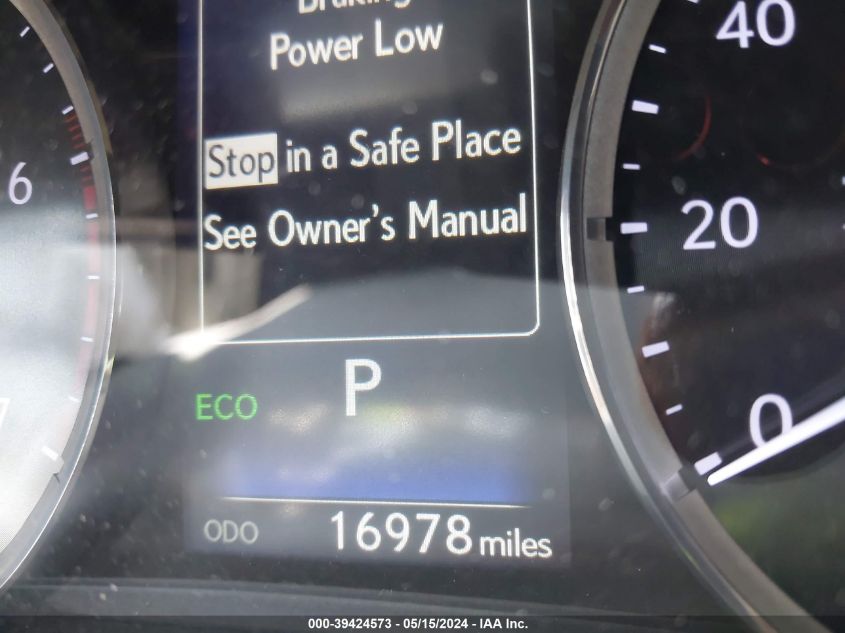 Braking
Power Low
Stop in a Safe Place
See Owner's Manual
6
40
20
0
P
ECO
ODO 16978 miles
000-39424573 - 05/15/2024 - IAA Inc.